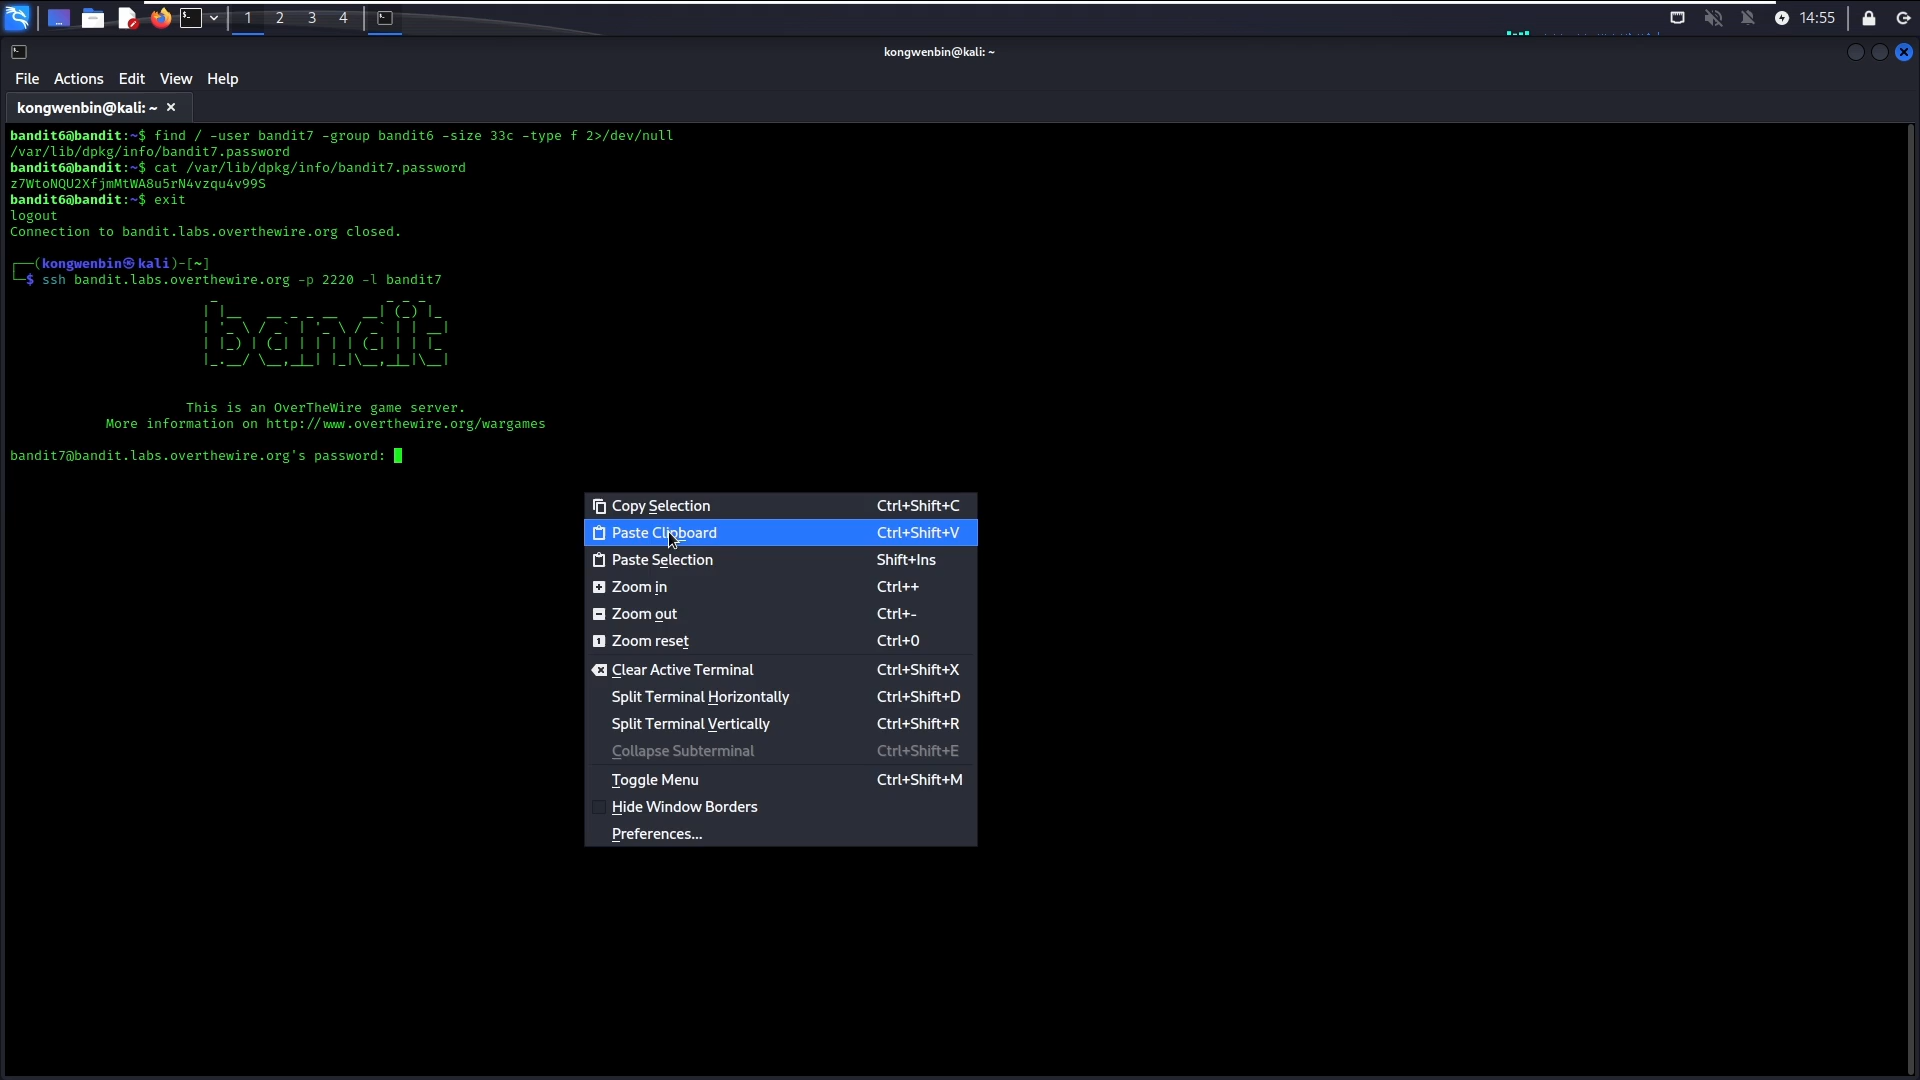 1 2 3 4 14:55
kongwenbin@kali: ~
File Actions Edit View Help
kongwenbin@kali: ~ ×
bandit6@bandit:~$ find / -user bandit7 -group bandit6 -size 33c -type f 2>/dev/null
/var/lib/dpkg/info/bandit7.password
bandit6@bandit:~$ cat /var/lib/dpkg/info/bandit7.password
z7WtoNQU2XfjmMtWA8u5rN4vzqu4v99S
bandit6@bandit:~$ exit
logout
Connection to bandit.labs.overthewire.org closed.
┌──(kongwenbin㉿kali)-[~]
└─$ ssh bandit.labs.overthewire.org -p 2220 -l bandit7
bandit
This is an OverTheWire game server.
More information on http://www.overthewire.org/wargames
bandit7@bandit.labs.overthewire.org's password:
Copy Selection Ctrl+Shift+C
Paste Clipboard Ctrl+Shift+V
Paste Selection Shift+Ins
Zoom in Ctrl++
Zoom out Ctrl+-
Zoom reset Ctrl+0
Clear Active Terminal Ctrl+Shift+X
Split Terminal Horizontally Ctrl+Shift+D
Split Terminal Vertically Ctrl+Shift+R
Collapse Subterminal Ctrl+Shift+E
Toggle Menu Ctrl+Shift+M
Hide Window Borders
Preferences...